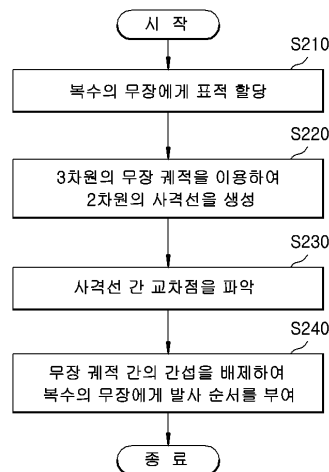 시 작
S210
복수의 무장에게 표적 할당
S220
3차원의 무장 궤적을 이용하여
2차원의 사격선을 생성
S230
사격선 간 교차점을 파악
S240
무장 궤적 간의 간섭을 배제하여
복수의 무장에게 발사 순서를 부여
종 료